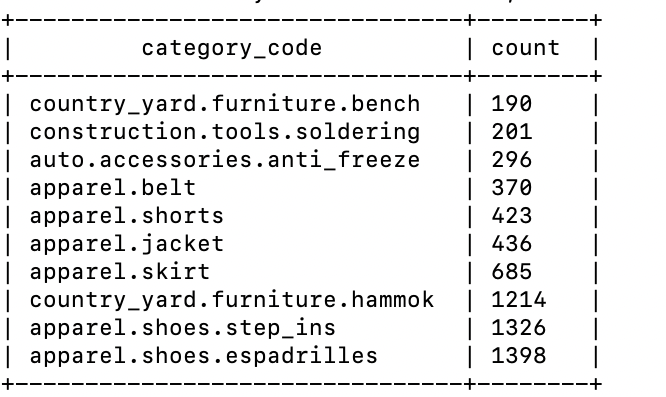 +--------------------------------+--------+
|         category_code          | count  |
+--------------------------------+--------+
| country_yard.furniture.bench   | 190    |
| construction.tools.soldering   | 201    |
| auto.accessories.anti_freeze   | 296    |
| apparel.belt                   | 370    |
| apparel.shorts                 | 423    |
| apparel.jacket                 | 436    |
| apparel.skirt                  | 685    |
| country_yard.furniture.hammok  | 1214   |
| apparel.shoes.step_ins         | 1326   |
| apparel.shoes.espadrilles      | 1398   |
+--------------------------------+--------+